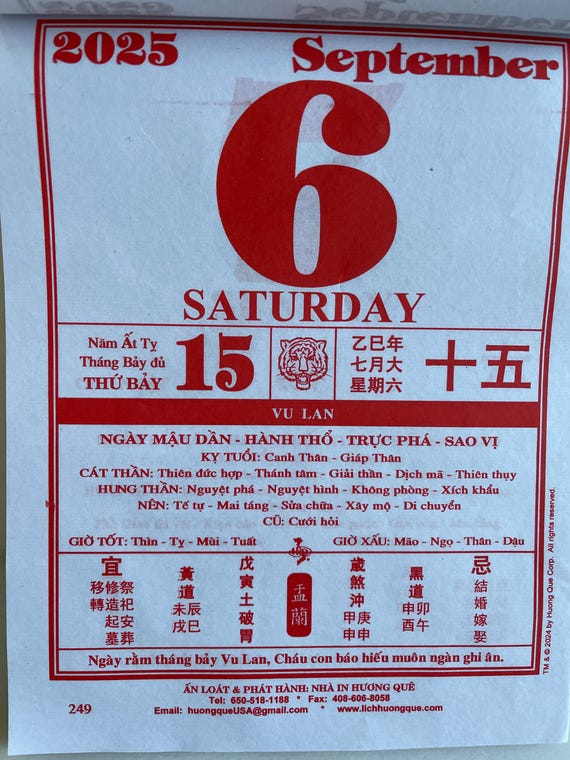 2025 September
6
SATURDAY
Năm Ất Tỵ
Tháng Bảy đủ
THỨ BẢY
15
乙巳年
七月大
星期六
十五
VU LAN
NGÀY MẬU DẦN - HÀNH THỔ - TRỰC PHÁ - SAO VỊ
KỴ TUỔI: Canh Thân - Giáp Thân
CÁT THẦN: Thiên đức hợp - Thánh tâm - Giải thần - Dịch mã - Thiên thụy
HUNG THẦN: Nguyệt phá - Nguyệt hình - Không phòng - Xích khẩu
NÊN: Tế tự - Mai táng - Sửa chữa - Xây mộ - Di chuyển
CŨ: Cưới hỏi
GIỜ TỐT: Thìn - Tỵ - Mùi - Tuất GIỜ XẤU: Mão - Ngọ - Thân - Dậu
宜
祭祀安葬
修造起墓
移轉
黃道
辰巳
未戌
戊寅土破胃
盂蘭
歲煞沖
庚申
甲申
黑道
卯午
申酉
忌
結婚嫁娶
Ngày rằm tháng bảy Vu Lan, Cháu con báo hiếu muôn ngàn ghi ân.
TM & © 2024 by Huong Que Corp. All rights reserved.
ẤN LOÁT & PHÁT HÀNH: NHÀ IN HƯƠNG QUÊ
Tel: 650-518-1188 * Fax: 408-606-8058
249 Email: huongqueUSA@gmail.com * www.lichhuongque.com